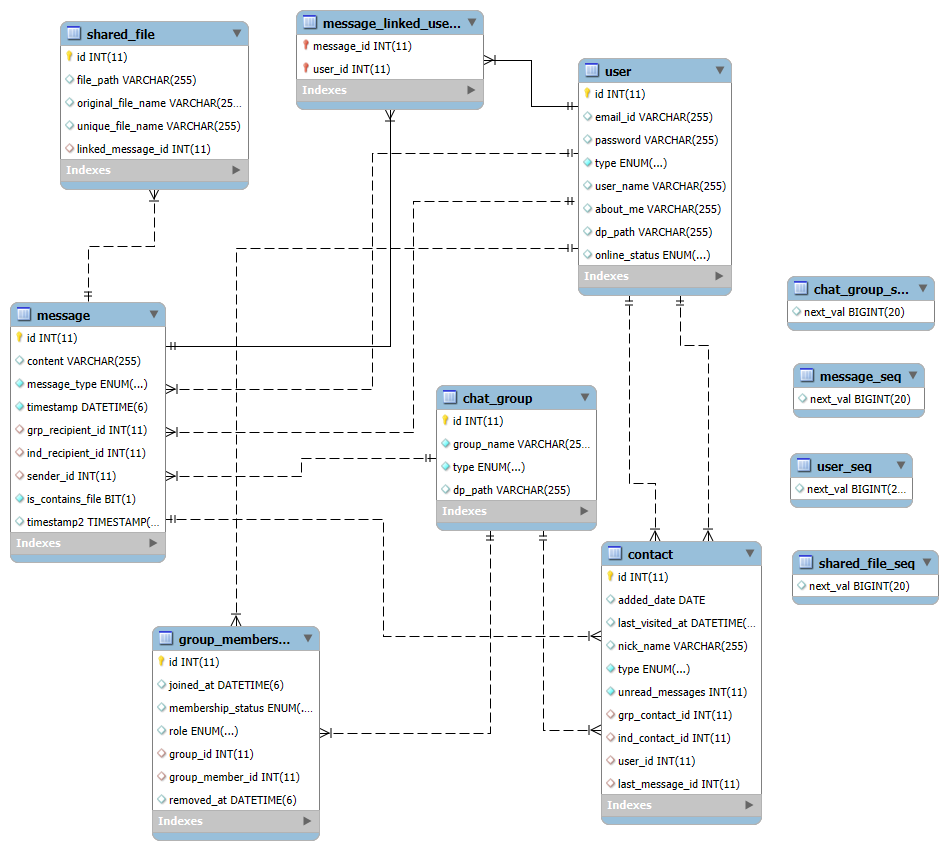 shared_file
id INT(11)
file_path VARCHAR(255)
original_file_name VARCHAR(25...
unique_file_name VARCHAR(255)
linked_message_id INT(11)
Indexes
message_linked_use...
message_id INT(11)
user_id INT(11)
Indexes
user
id INT(11)
email_id VARCHAR(255)
password VARCHAR(255)
type ENUM(...)
user_name VARCHAR(255)
about_me VARCHAR(255)
dp_path VARCHAR(255)
online_status ENUM(...)
Indexes
message
id INT(11)
content VARCHAR(255)
message_type ENUM(...)
timestamp DATETIME(6)
grp_recipient_id INT(11)
ind_recipient_id INT(11)
sender_id INT(11)
is_contains_file BIT(1)
timestamp2 TIMESTAMP(...
Indexes
chat_group
id INT(11)
group_name VARCHAR(25...
type ENUM(...)
dp_path VARCHAR(255)
Indexes
chat_group_s...
next_val BIGINT(20)
message_seq
next_val BIGINT(20)
user_seq
next_val BIGINT(2...
shared_file_seq
next_val BIGINT(20)
contact
id INT(11)
added_date DATE
last_visited_at DATETIME(...
nick_name VARCHAR(255)
type ENUM(...)
unread_messages INT(11)
grp_contact_id INT(11)
ind_contact_id INT(11)
user_id INT(11)
last_message_id INT(11)
Indexes
group_members...
id INT(11)
joined_at DATETIME(6)
membership_status ENUM(...
role ENUM(...)
group_id INT(11)
group_member_id INT(11)
removed_at DATETIME(6)
Indexes